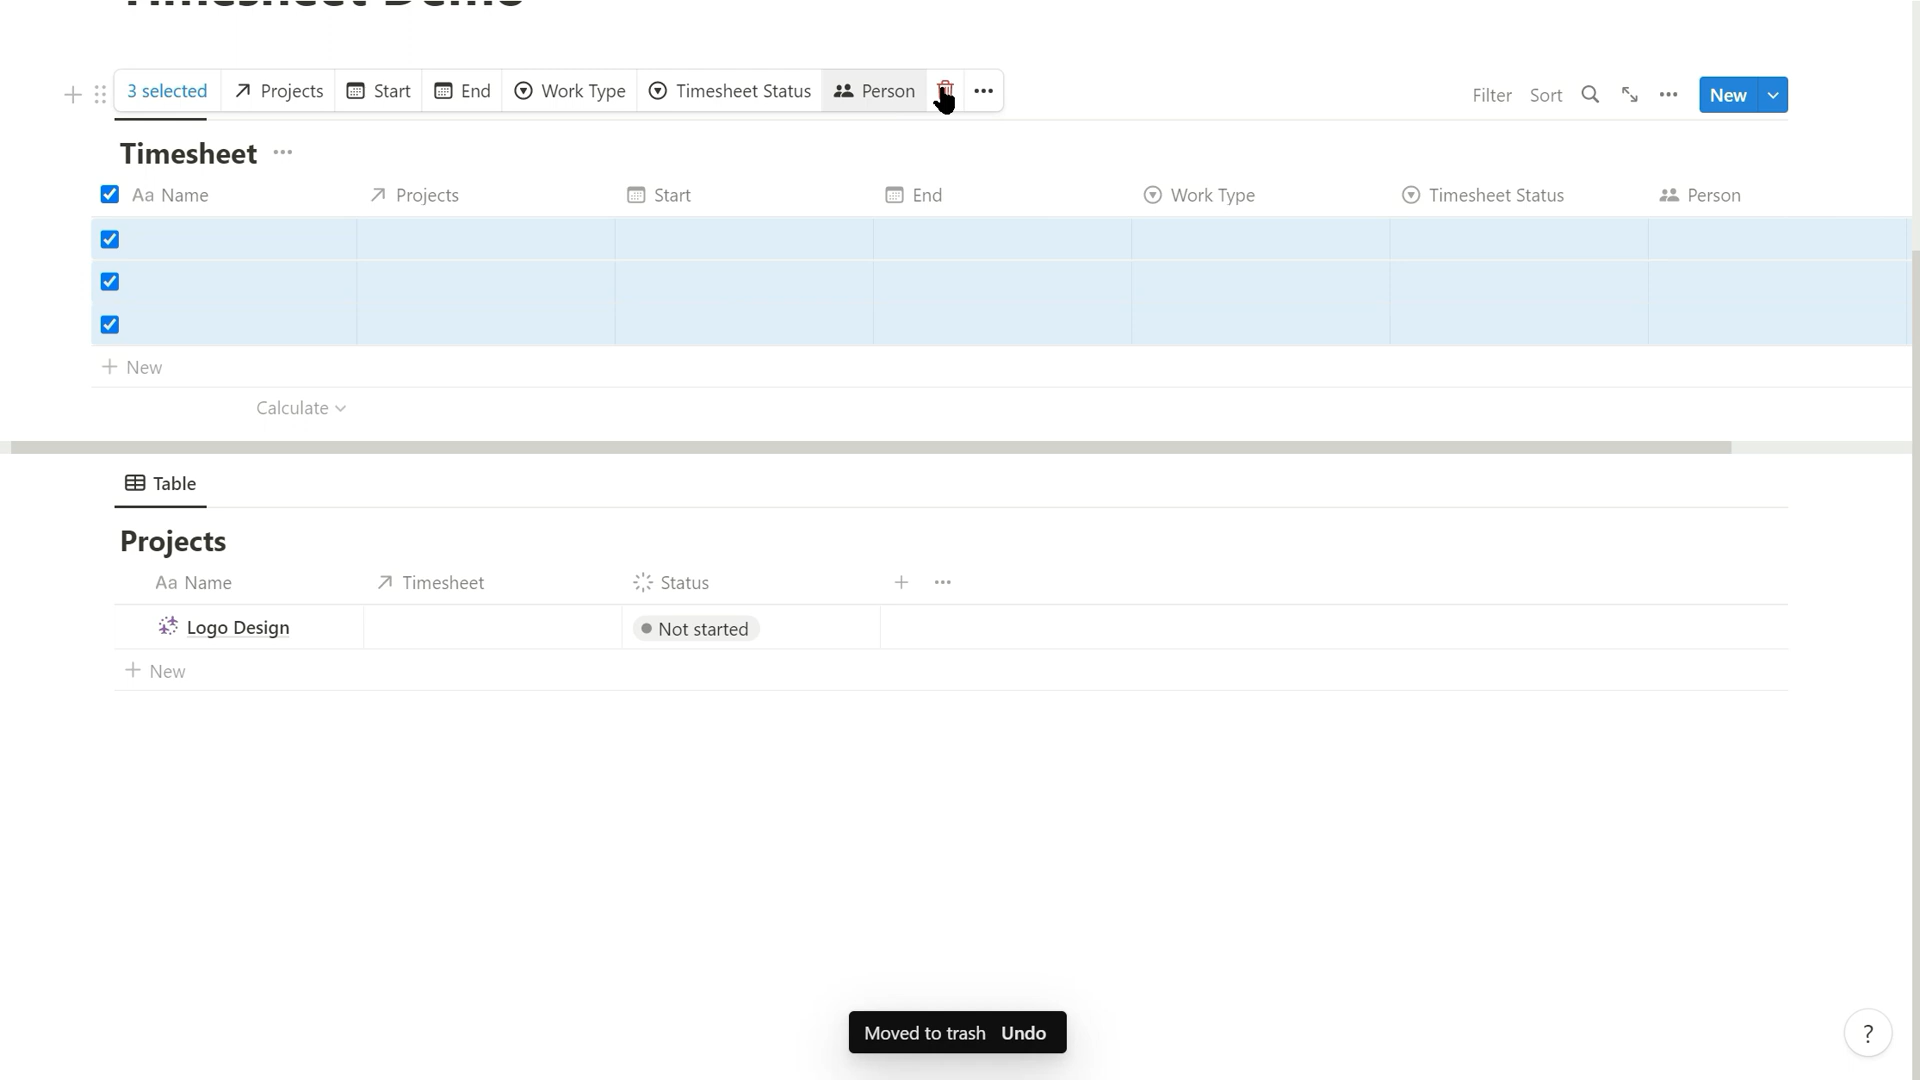 Timesheet Demo
3 selected Projects Start End Work Type Timesheet Status Person
Filter Sort New
Timesheet
Aa Name Projects Start End Work Type Timesheet Status Person
New
Calculate
Table
Projects
Aa Name Timesheet Status
Logo Design Not started
New
Moved to trash Undo
?